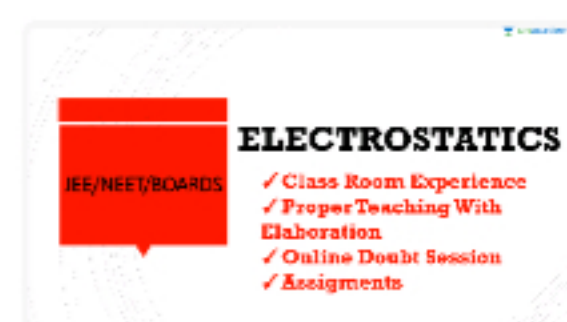 ELECTROSTATICS
JEE/NEET/BOARDS
✓ Class Room Experience
✓ Proper Teaching With
Elaboration
✓ Online Doubt Session
✓ Assigments